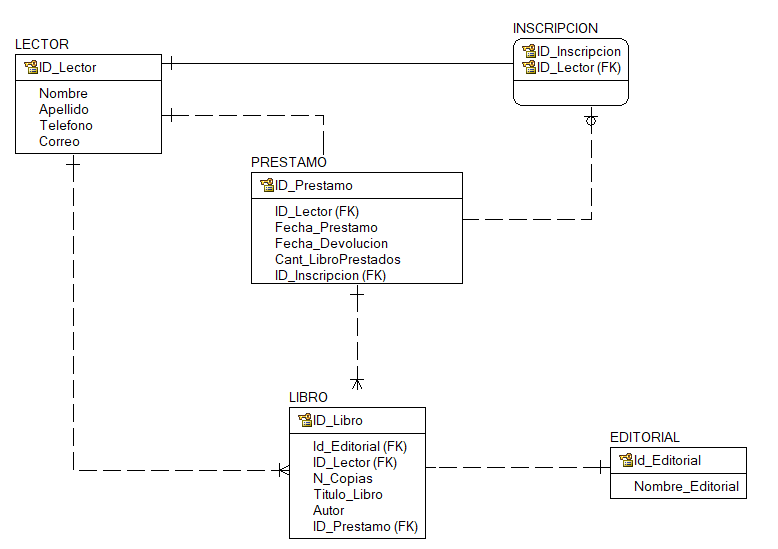 LECTOR
ID_Lector
Nombre
Apellido
Telefono
Correo
INSCRIPCION
ID_Inscripcion
ID_Lector (FK)
PRESTAMO
ID_Prestamo
ID_Lector (FK)
Fecha_Prestamo
Fecha_Devolucion
Cant_LibroPrestados
ID_Inscripcion (FK)
LIBRO
ID_Libro
Id_Editorial (FK)
ID_Lector (FK)
N_Copias
Titulo_Libro
Autor
ID_Prestamo (FK)
EDITORIAL
Id_Editorial
Nombre_Editorial